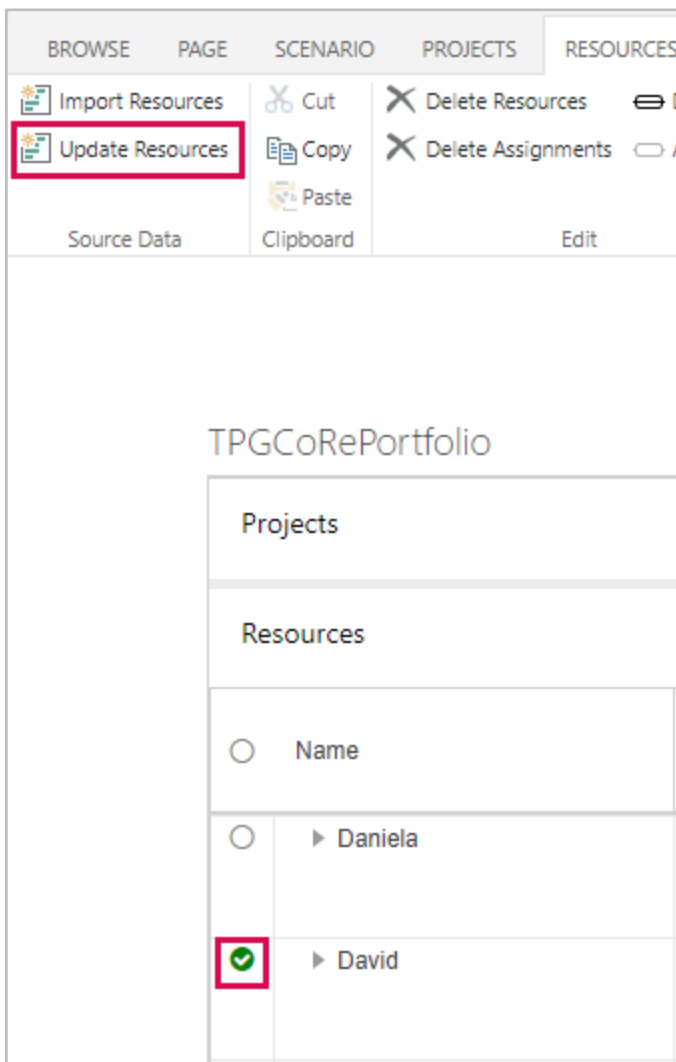 BROWSE PAGE SCENARIO PROJECTS RESOURCES
Import Resources Cut Delete Resources
Update Resources Copy Delete Assignments
Paste
Source Data Clipboard Edit
TPGCoRePortfolio
Projects
Resources
Name
Daniela
David